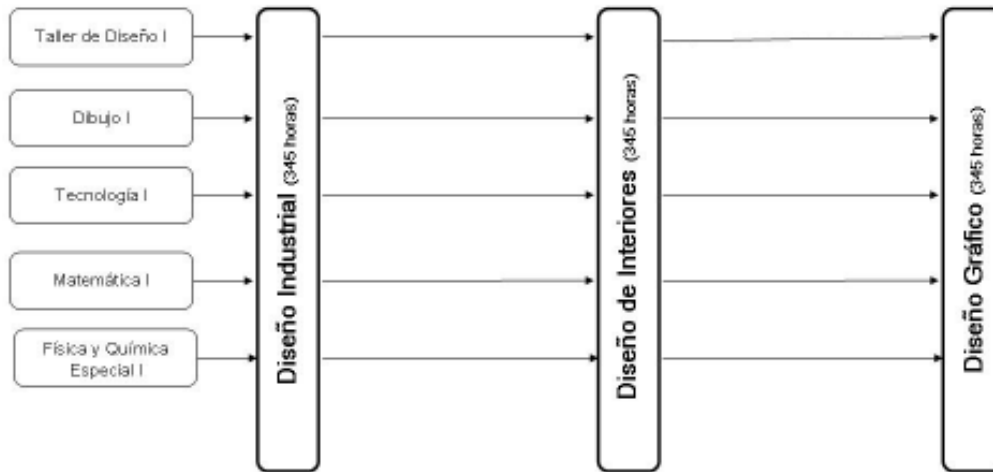 Taller de Diseño I
Dibujo I
Tecnología I
Matemática I
Física y Química
Especial I
Diseño Industrial (345 horas)
Diseño de Interiores (345 horas)
Diseño Gráfico (345 horas)